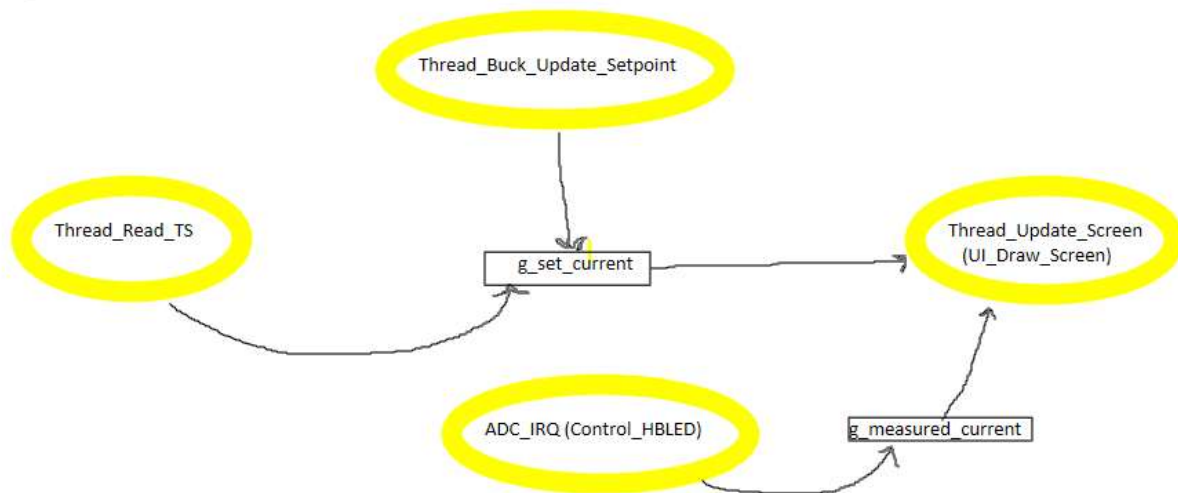 Thread_Buck_Update_Setpoint
Thread_Read_TS
Thread_Update_Screen
(UI_Draw_Screen)
g_set_current
ADC_IRQ (Control_HBLED)
g_measured_current